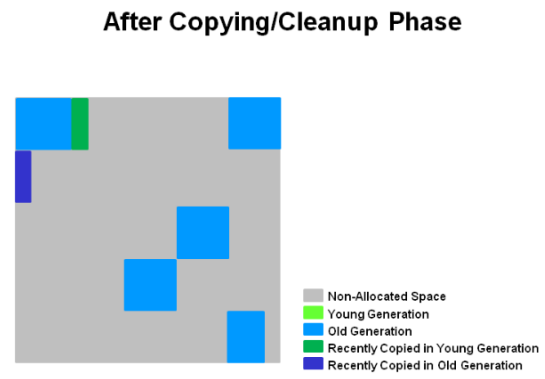 After Copying/Cleanup Phase
Non-Allocated Space
Young Generation
Old Generation
Recently Copied in Young Generation
Recently Copied in Old Generation